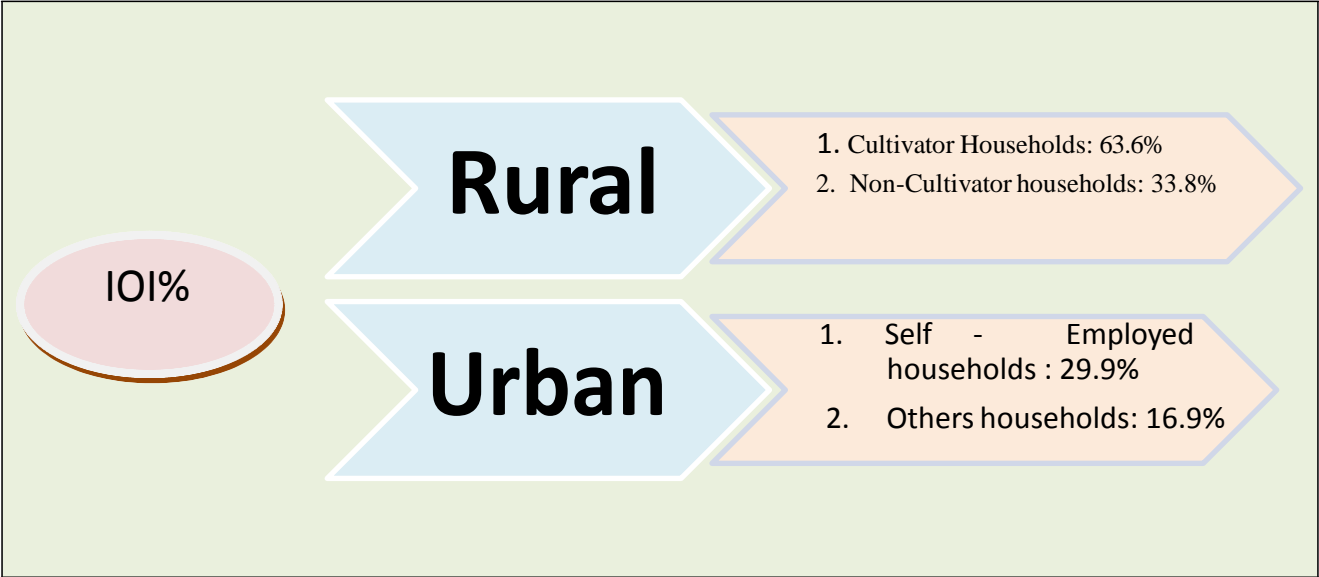 IOI%
Rural
1. Cultivator Households: 63.6%
2. Non-Cultivator households: 33.8%
Urban
1. Self - Employed
households : 29.9%
2. Others households: 16.9%